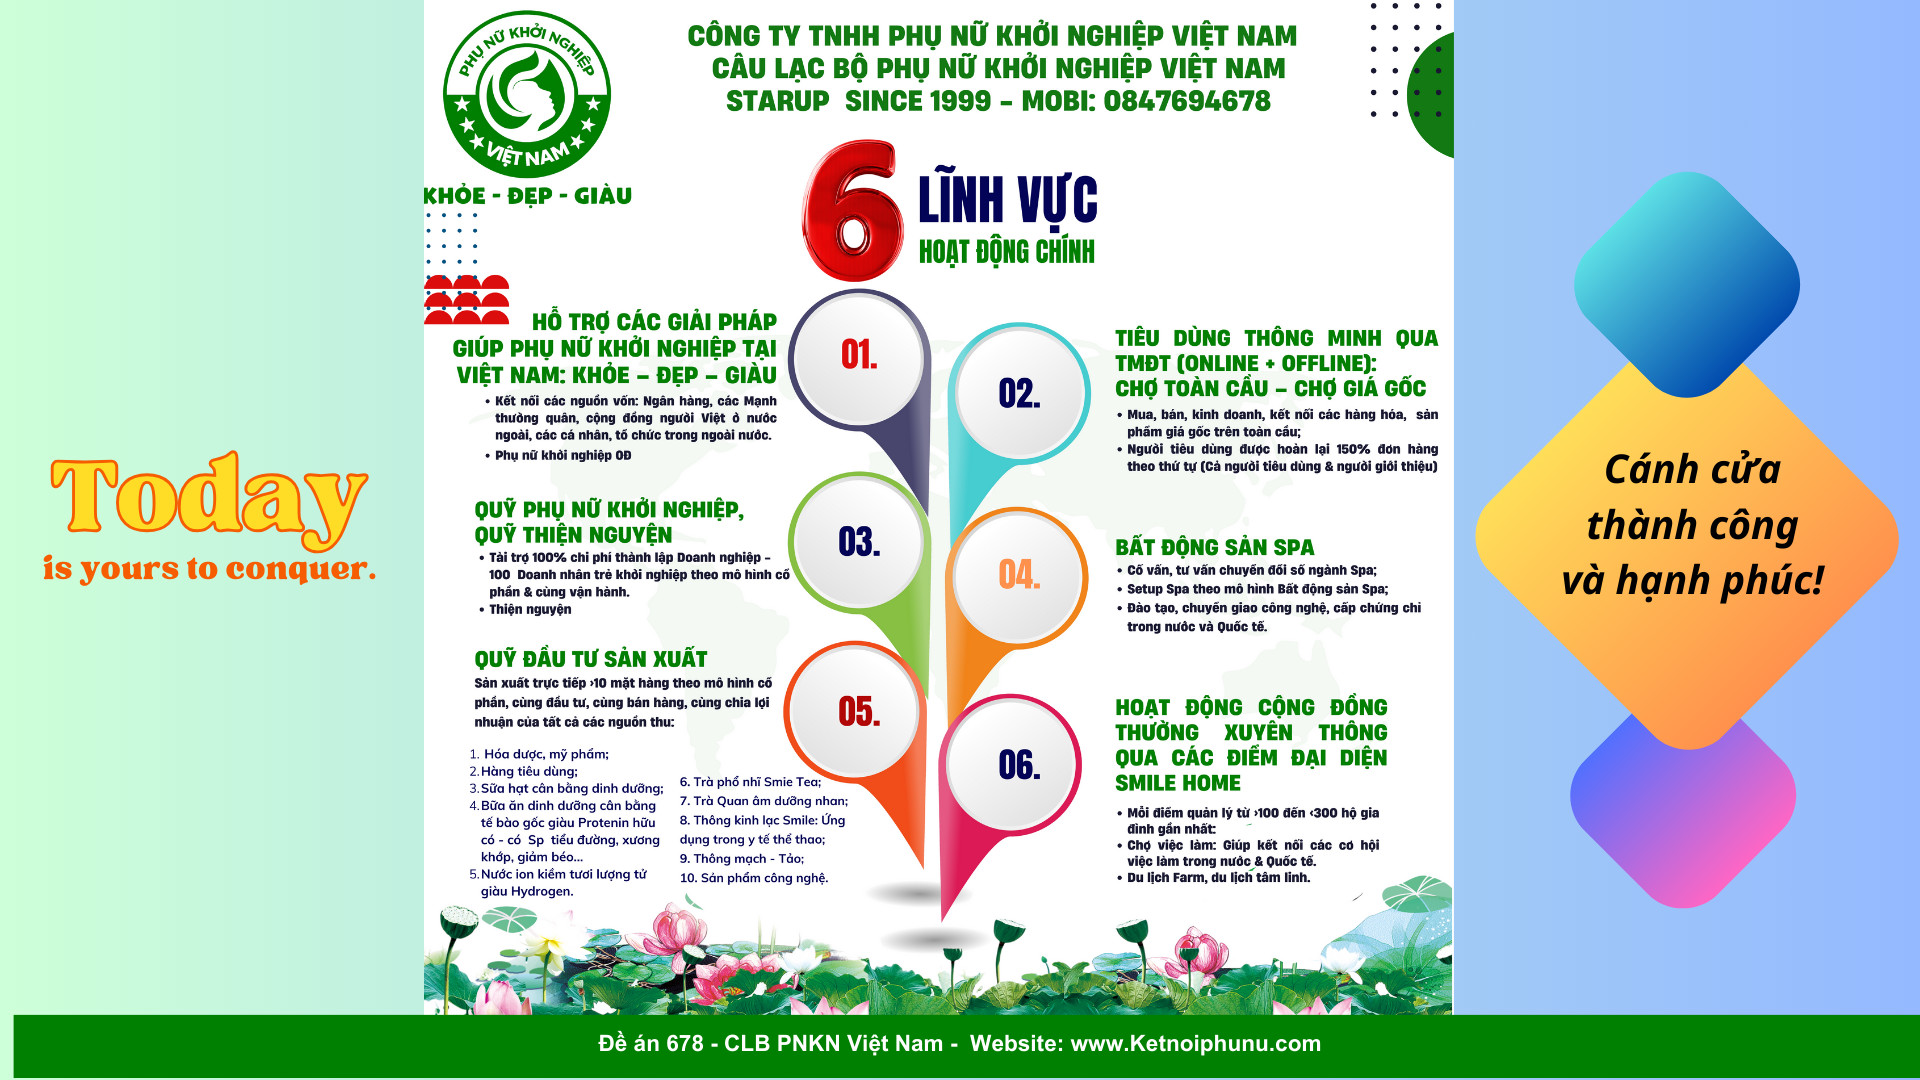 Today
is yours to conquer.
PHỤ NỮ KHỞI NGHIỆP
VIỆT NAM
KHỎE - ĐẸP - GIÀU
CÔNG TY TNHH PHỤ NỮ KHỞI NGHIỆP VIỆT NAM
CÂU LẠC BỘ PHỤ NỮ KHỞI NGHIỆP VIỆT NAM
STARUP SINCE 1999 - MOBI: 0847694678
6 LĨNH VỰC
HOẠT ĐỘNG CHÍNH
01.
HỖ TRỢ CÁC GIẢI PHÁP
GIÚP PHỤ NỮ KHỞI NGHIỆP TẠI
VIỆT NAM: KHỎE – ĐẸP – GIÀU
• Kết nối các nguồn vốn: Ngân hàng, các Mạnh
thường quân, cộng đồng người Việt ở nước
ngoài, các cá nhân, tổ chức trong ngoài nước.
• Phụ nữ khởi nghiệp 0Đ
02.
TIÊU DÙNG THÔNG MINH QUA
TMĐT (ONLINE + OFFLINE):
CHỢ TOÀN CẦU – CHỢ GIÁ GỐC
• Mua, bán, kinh doanh, kết nối các hàng hóa, sản
phẩm giá gốc trên toàn cầu;
• Người tiêu dùng được hoàn lại 150% đơn hàng
theo thứ tự (Cả người tiêu dùng & người giới thiệu)
03.
QUỸ PHỤ NỮ KHỞI NGHIỆP,
QUỸ THIỆN NGUYỆN
• Tài trợ 100% chi phí thành lập Doanh nghiệp -
100 Doanh nhân trẻ khởi nghiệp theo mô hình cổ
phần & cùng vận hành.
• Thiện nguyện
04.
BẤT ĐỘNG SẢN SPA
• Cố vấn, tư vấn chuyển đổi số ngành Spa;
• Setup Spa theo mô hình Bất động sản Spa;
• Đào tạo, chuyển giao công nghệ, cấp chứng chỉ
trong nước và Quốc tế.
05.
QUỸ ĐẦU TƯ SẢN XUẤT
Sản xuất trực tiếp >10 mặt hàng theo mô hình cổ
phần, cùng đầu tư, cùng bán hàng, cùng chia lợi
nhuận của tất cả các nguồn thu:
1. Hóa dược, mỹ phẩm;
2. Hàng tiêu dùng;
3. Sữa hạt cân bằng dinh dưỡng;
4. Bữa ăn dinh dưỡng cân bằng
tế bào gốc giàu Protenin hữu
có - có Sp tiểu đường, xương
khớp, giảm béo...
5. Nước ion kiềm tươi lượng tử
giàu Hydrogen.
6. Trà phổ nhĩ Smie Tea;
7. Trà Quan âm dưỡng nhan;
8. Thông kinh lạc Smile: Ứng
dụng trong y tế thể thao;
9. Thông mạch - Tảo;
10. Sản phẩm công nghệ.
06.
HOẠT ĐỘNG CỘNG ĐỒNG
THƯỜNG XUYÊN THÔNG
QUA CÁC ĐIỂM ĐẠI DIỆN
SMILE HOME
• Mỗi điểm quản lý từ >100 đến <300 hộ gia
đình gần nhất:
• Chợ việc làm: Giúp kết nối các cơ hội
việc làm trong nước & Quốc tế.
• Du lịch Farm, du lịch tâm linh.
Cánh cửa
thành công
và hạnh phúc!
Đề án 678 - CLB PNKN Việt Nam - Website: www.Ketnoiphunu.com